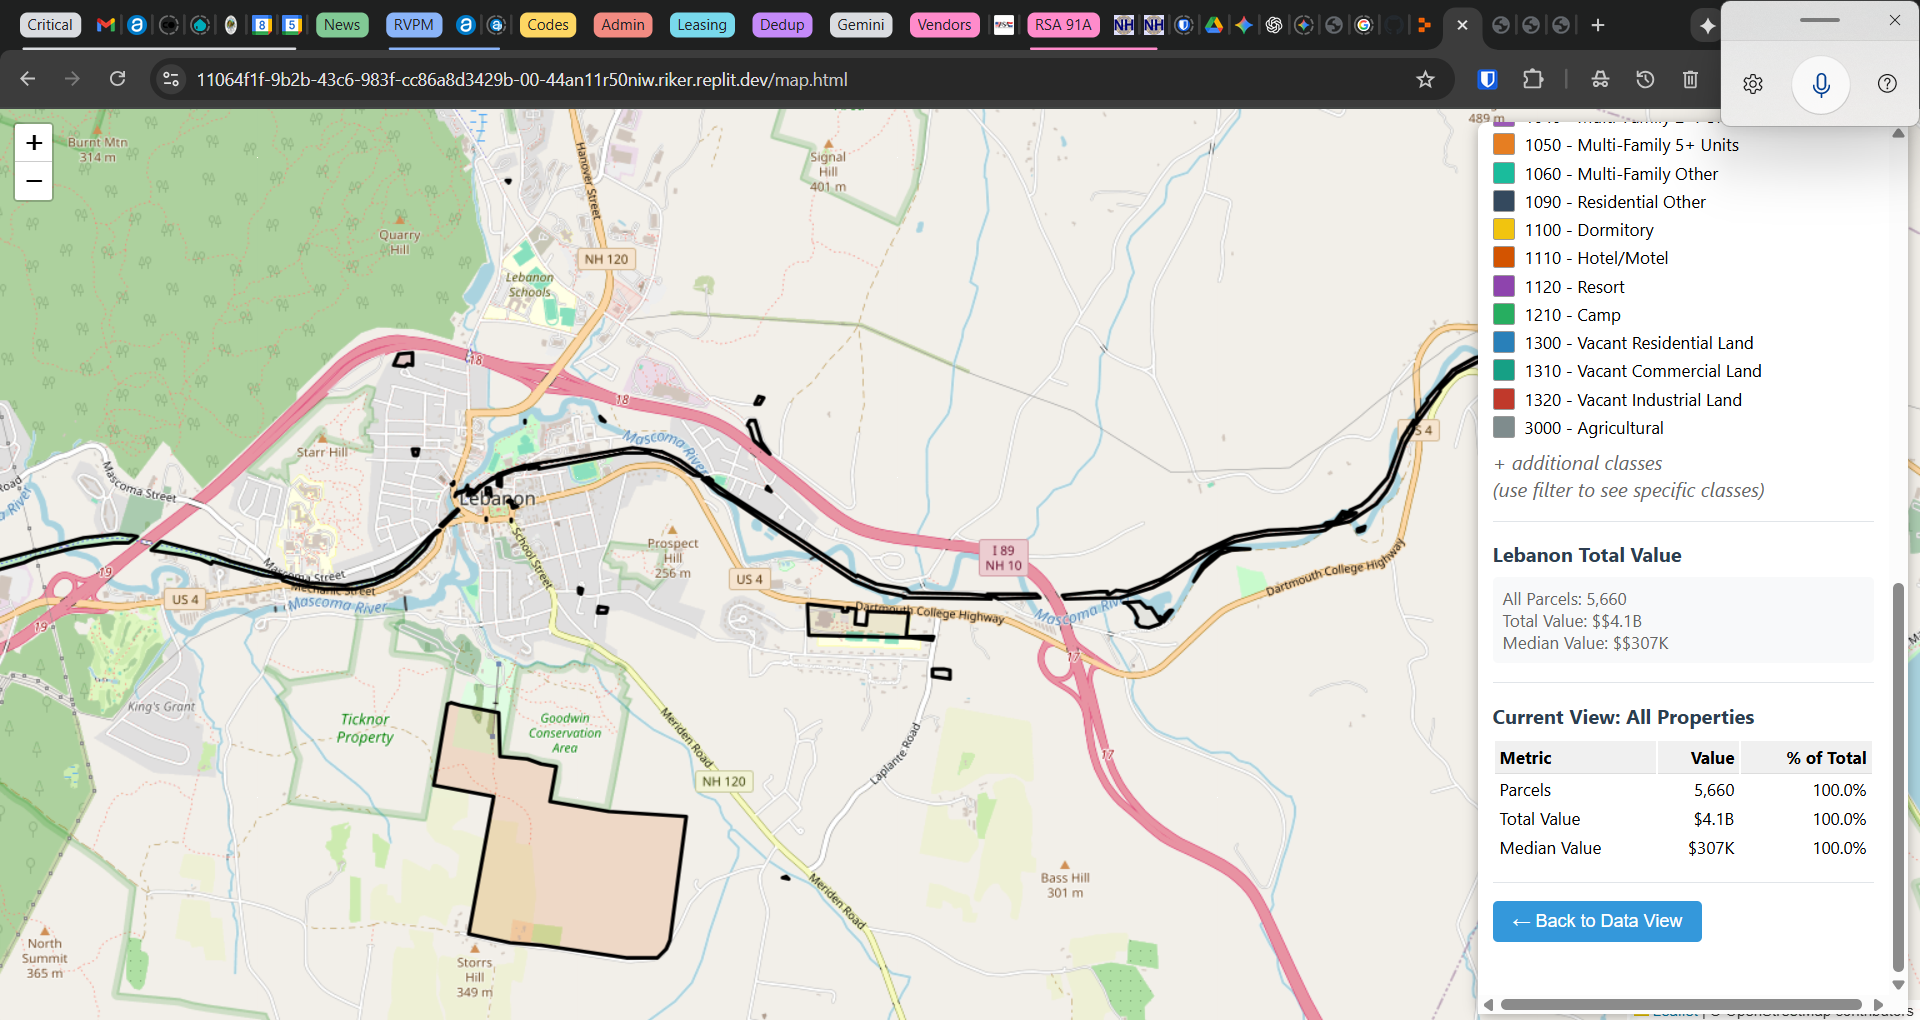 Critical
8
5
News
RVPM
Codes
Admin
Leasing
Dedup
Gemini
Vendors
RSA 91A
NH
NH
11064f1f-9b2b-43c6-983f-cc86a8d3429b-00-44an11r50niw.riker.replit.dev/map.html
+
−
Burnt Mtn
314 m
Signal
Hill
401 m
489 m
Hanover Street
Quarry
Hill
NH 120
Lebanon
Schools
18
18
Mascoma River
Starr Hill
Mascoma Street
Road
Lebanon
US 4
I 89
NH 10
Prospect
Hill
256 m
US 4
School Street
19
Mascoma Street
Mechanic Street
US 4
Mascoma River
19
Dartmouth College Highway
Mascoma River
Dartmouth College Highway
17
King's Grant
Ticknor
Property
Goodwin
Conservation
Area
Meriden Road
NH 120
Laplante Road
17
Bass Hill
301 m
Meriden Road
North
Summit
365 m
Storrs
Hill
349 m
1050 - Multi-Family 5+ Units
1060 - Multi-Family Other
1090 - Residential Other
1100 - Dormitory
1110 - Hotel/Motel
1120 - Resort
1210 - Camp
1300 - Vacant Residential Land
1310 - Vacant Commercial Land
1320 - Vacant Industrial Land
3000 - Agricultural
+ additional classes
(use filter to see specific classes)
Lebanon Total Value
All Parcels: 5,660
Total Value: $$4.1B
Median Value: $$307K
Current View: All Properties
Metric Value % of Total
Parcels 5,660 100.0%
Total Value $4.1B 100.0%
Median Value $307K 100.0%
← Back to Data View
Leaflet | © OpenStreetMap contributors